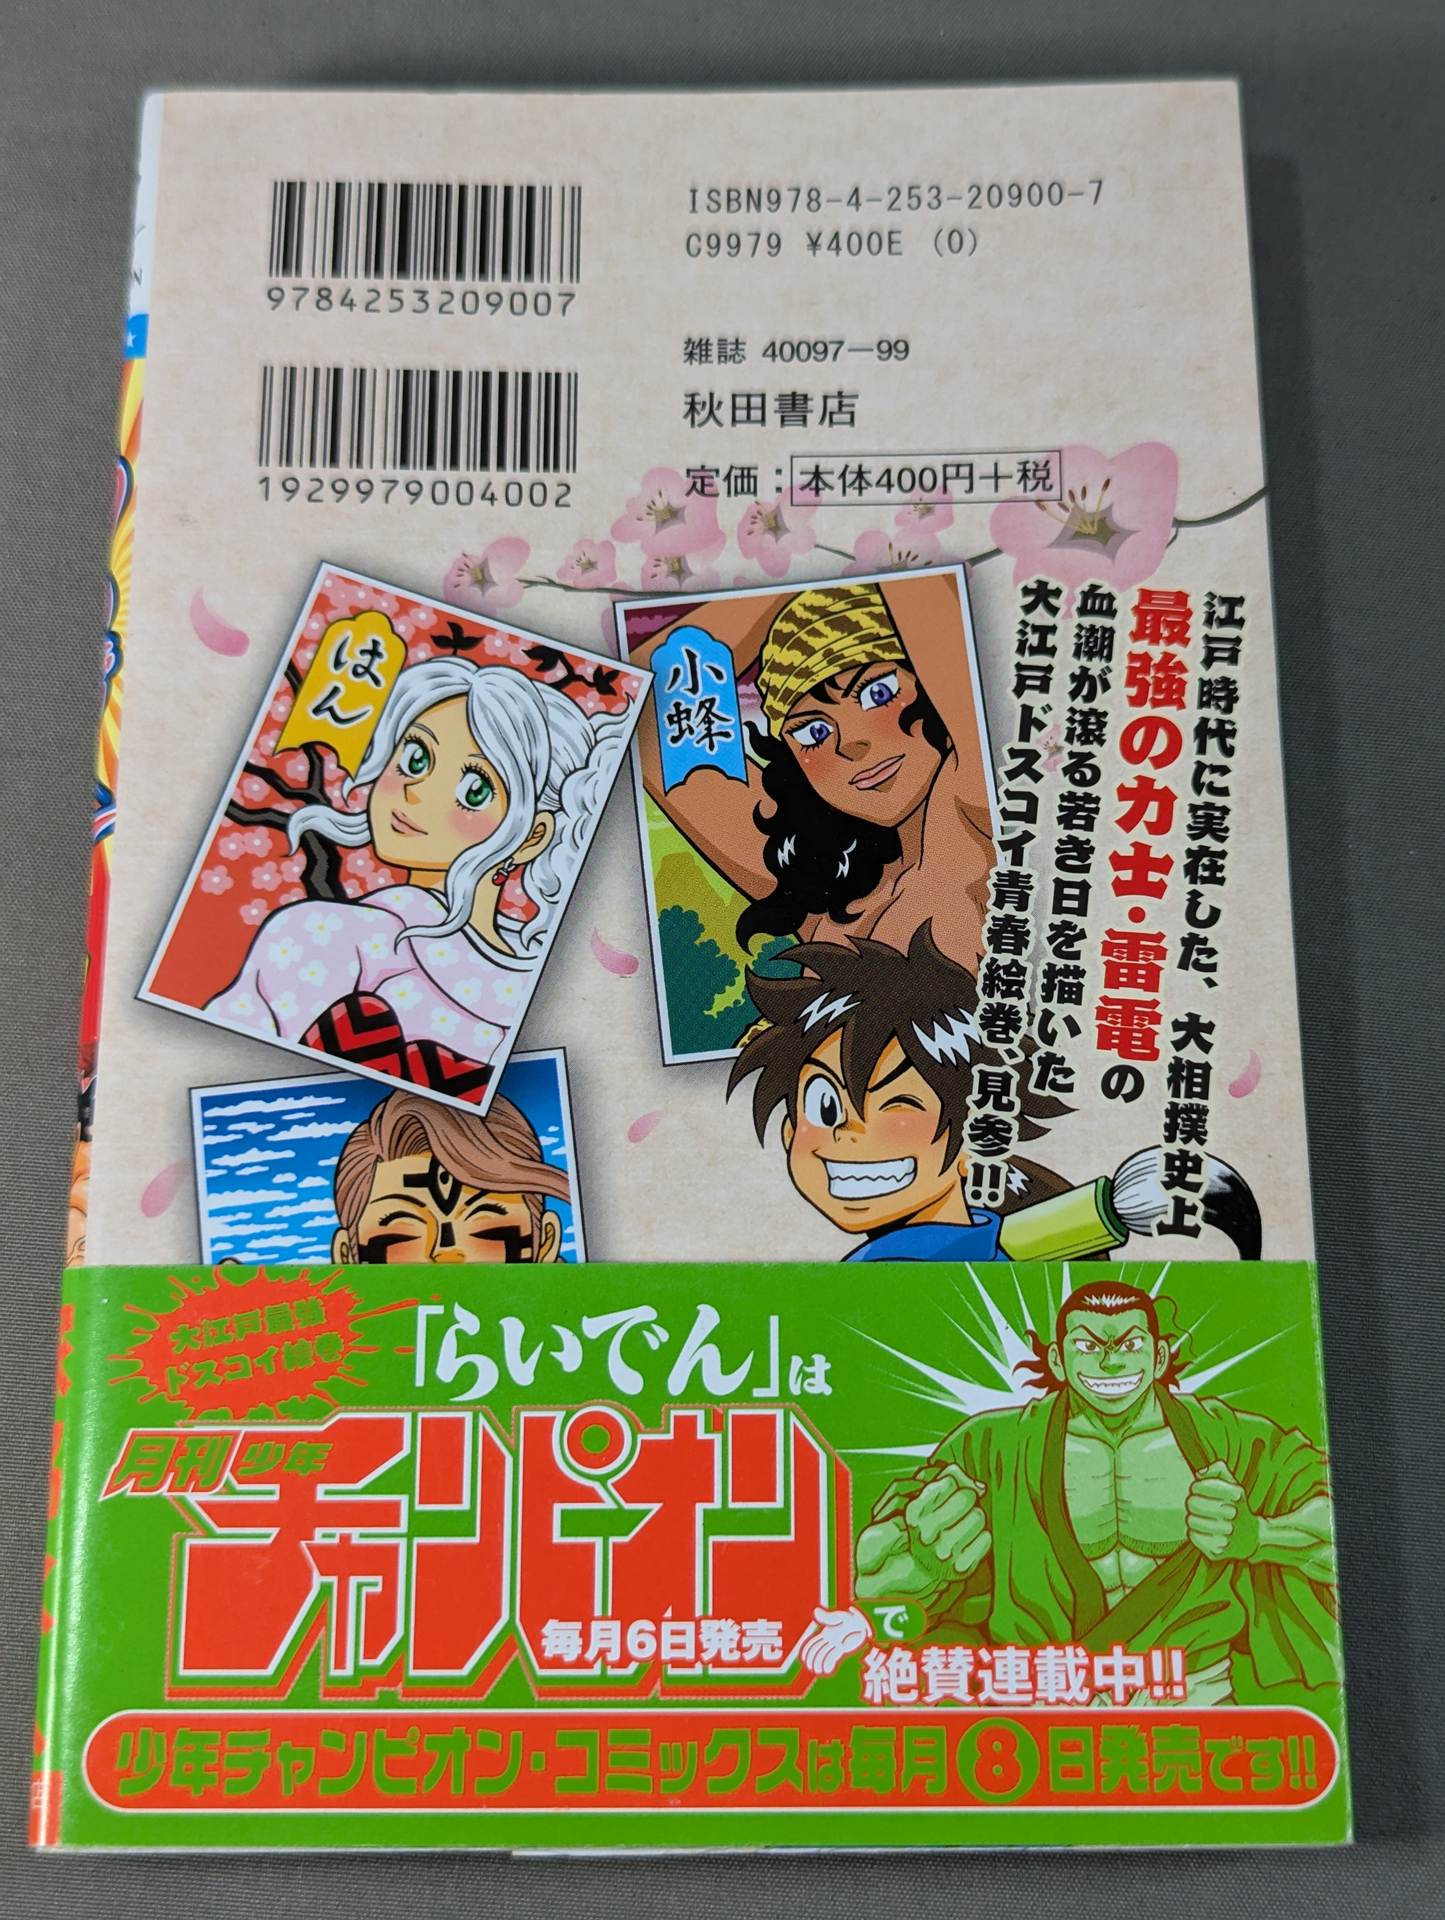 9784253209007
1929979004002
ISBN978-4-253-20900-7
C9979 ¥400E (0)
雑誌 40097−99
秋田書店
定価：本体400円＋税
はん
小蜂
江戸時代に実在した、大相撲史上
最強の力士・雷電の
血潮が滾る若き日を描いた
大江戸ドスコイ青春絵巻、見参!!
大江戸最強
ドスコイ絵巻
「らいでん」は
月刊少年
チャンピオン
毎月6日発売
で
絶賛連載中!!
少年チャンピオン・コミックスは毎月8日発売です!!